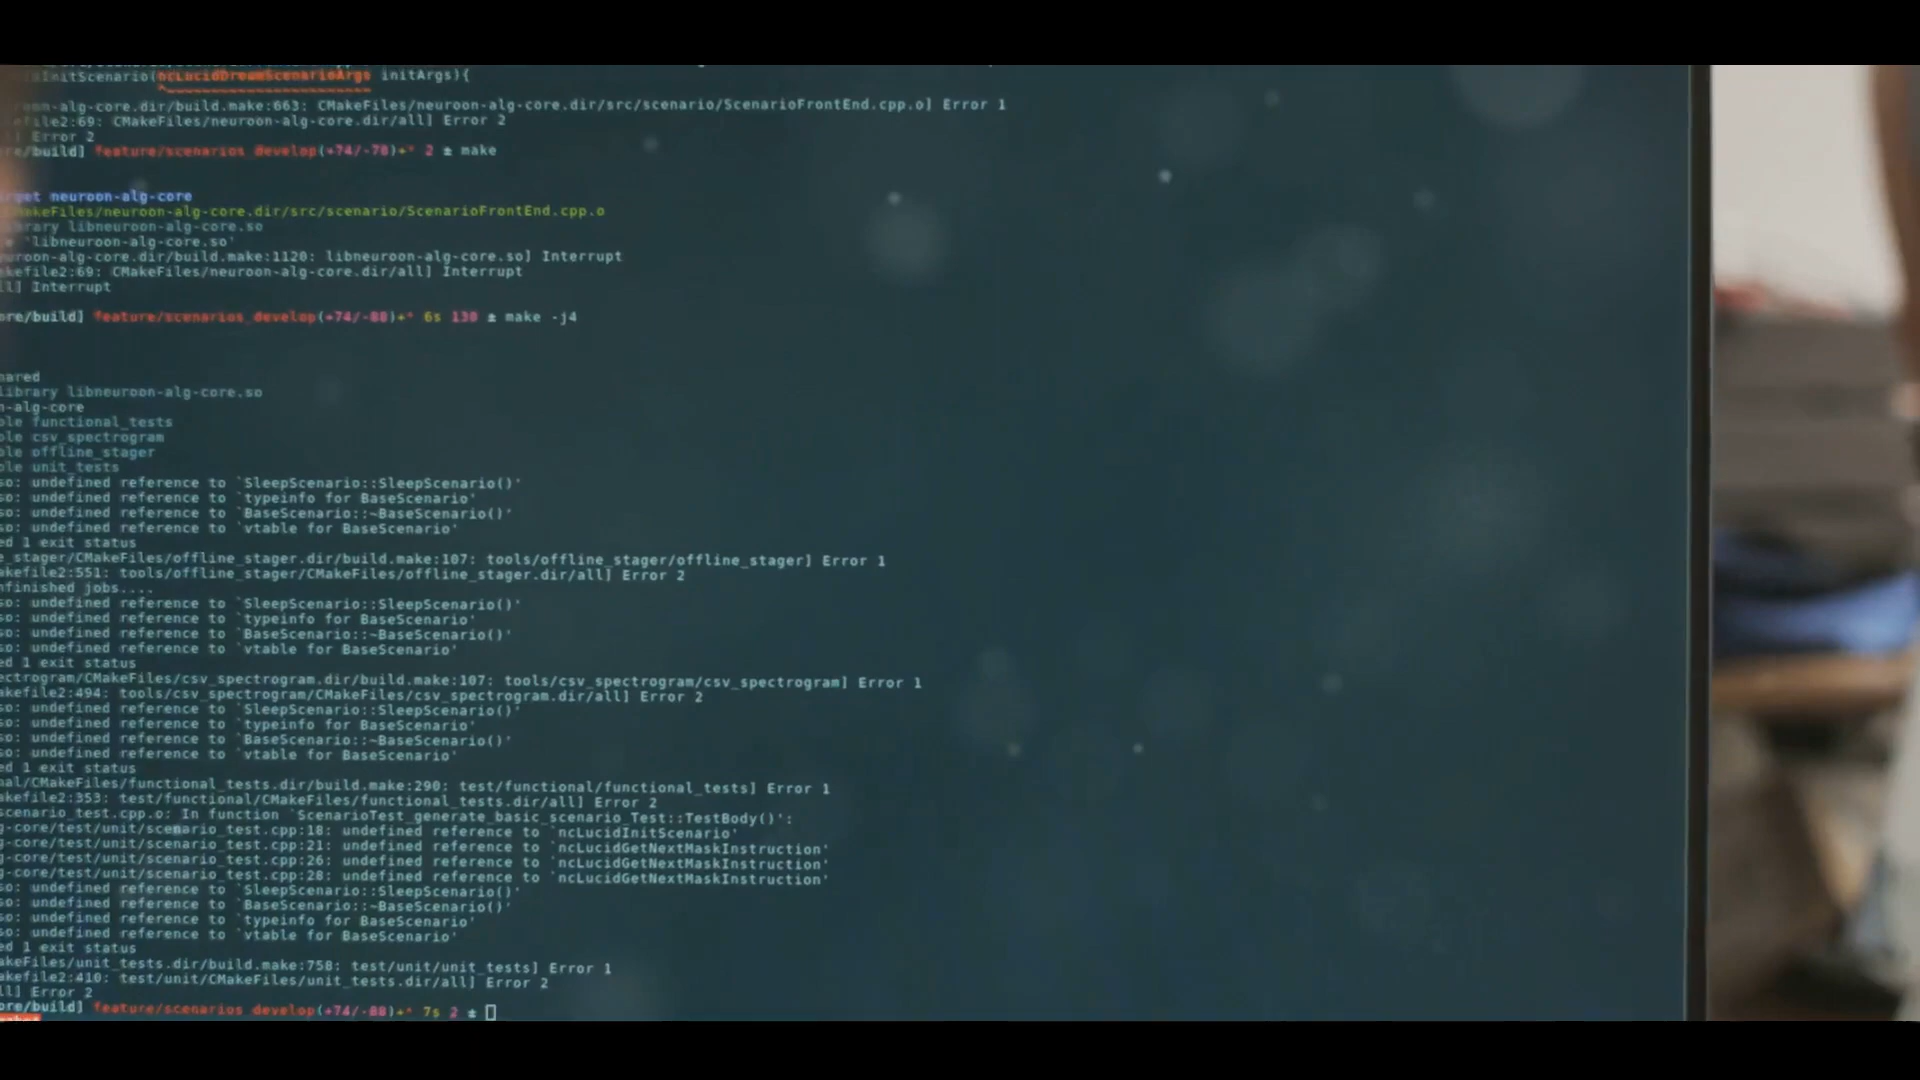 InitScenario(ncLucidDreamScenarioArgs initArgs){
-alg-core.dir/build.make:663: CMakeFiles/neuroon-alg-core.dir/src/scenario/ScenarioFrontEnd.cpp.o] Error 1
file2:69: CMakeFiles/neuroon-alg-core.dir/all] Error 2
] Error 2
re/build] feature/scenarios_develop(+74/-78)+* 2 ± make
rget neuroon-alg-core
makeFiles/neuroon-alg-core.dir/src/scenario/ScenarioFrontEnd.cpp.o
brary libneuroon-alg-core.so
'libneuroon-alg-core.so'
uroon-alg-core.dir/build.make:1120: libneuroon-alg-core.so] Interrupt
kefile2:69: CMakeFiles/neuroon-alg-core.dir/all] Interrupt
ll] Interrupt
ore/build] feature/scenarios_develop(+74/-88)+* 6s 130 ± make -j4
hared
library libneuroon-alg-core.so
n-alg-core
ble functional_tests
ble csv_spectrogram
ble offline_stager
ble unit_tests
so: undefined reference to `SleepScenario::SleepScenario()'
so: undefined reference to `typeinfo for BaseScenario'
so: undefined reference to `BaseScenario::~BaseScenario()'
so: undefined reference to `vtable for BaseScenario'
ed 1 exit status
e_stager/CMakeFiles/offline_stager.dir/build.make:107: tools/offline_stager/offline_stager] Error 1
akefile2:551: tools/offline_stager/CMakeFiles/offline_stager.dir/all] Error 2
nfinished jobs....
so: undefined reference to `SleepScenario::SleepScenario()'
so: undefined reference to `typeinfo for BaseScenario'
so: undefined reference to `BaseScenario::~BaseScenario()'
so: undefined reference to `vtable for BaseScenario'
ed 1 exit status
ectrogram/CMakeFiles/csv_spectrogram.dir/build.make:107: tools/csv_spectrogram/csv_spectrogram] Error 1
akefile2:494: tools/csv_spectrogram/CMakeFiles/csv_spectrogram.dir/all] Error 2
so: undefined reference to `SleepScenario::SleepScenario()'
so: undefined reference to `typeinfo for BaseScenario'
so: undefined reference to `BaseScenario::~BaseScenario()'
so: undefined reference to `vtable for BaseScenario'
ed 1 exit status
nal/CMakeFiles/functional_tests.dir/build.make:290: test/functional/functional_tests] Error 1
akefile2:353: test/functional/CMakeFiles/functional_tests.dir/all] Error 2
scenario_test.cpp.o: In function `ScenarioTest_generate_basic_scenario_Test::TestBody()':
g-core/test/unit/scenario_test.cpp:18: undefined reference to `ncLucidInitScenario'
g-core/test/unit/scenario_test.cpp:21: undefined reference to `ncLucidGetNextMaskInstruction'
g-core/test/unit/scenario_test.cpp:26: undefined reference to `ncLucidGetNextMaskInstruction'
g-core/test/unit/scenario_test.cpp:28: undefined reference to `ncLucidGetNextMaskInstruction'
so: undefined reference to `SleepScenario::SleepScenario()'
so: undefined reference to `BaseScenario::~BaseScenario()'
so: undefined reference to `typeinfo for BaseScenario'
so: undefined reference to `vtable for BaseScenario'
ed 1 exit status
akeFiles/unit_tests.dir/build.make:758: test/unit/unit_tests] Error 1
akefile2:410: test/unit/CMakeFiles/unit_tests.dir/all] Error 2
ll] Error 2
ore/build] feature/scenarios_develop(+74/-88)+* 7s 2 ±